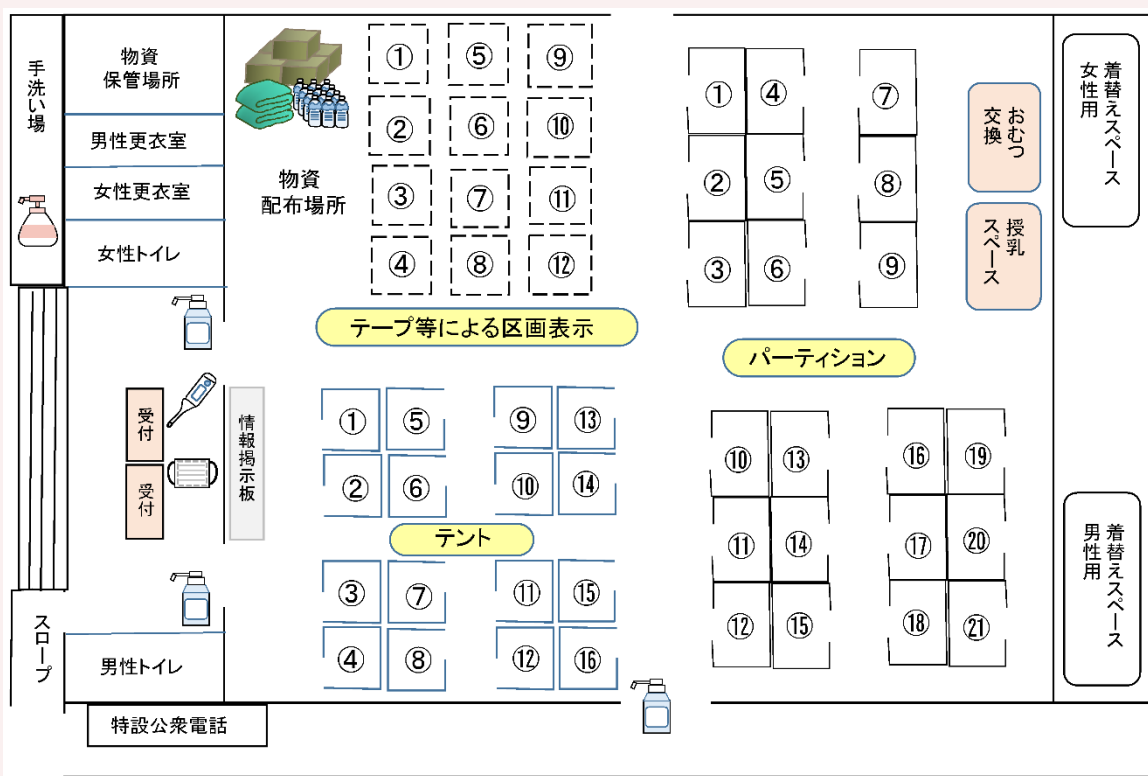 手洗い場
物資
保管場所
男性更衣室
女性更衣室
女性トイレ
物資
配布場所
① ⑤ ⑨
② ⑥ ⑩
③ ⑦ ⑪
④ ⑧ ⑫
テープ等による区画表示
① ④ ⑦
② ⑤ ⑧
③ ⑥ ⑨
パーティション
おむつ
交換
授乳
スペース
着替えスペース
女性用
受付
受付
情報掲示板
① ⑤ ⑨ ⑬
② ⑥ ⑩ ⑭
テント
③ ⑦ ⑪ ⑮
④ ⑧ ⑫ ⑯
⑩ ⑬ ⑯ ⑲
⑪ ⑭ ⑰ ⑳
⑫ ⑮ ⑱ ㉑
着替えスペース
男性用
スロープ
男性トイレ
特設公衆電話